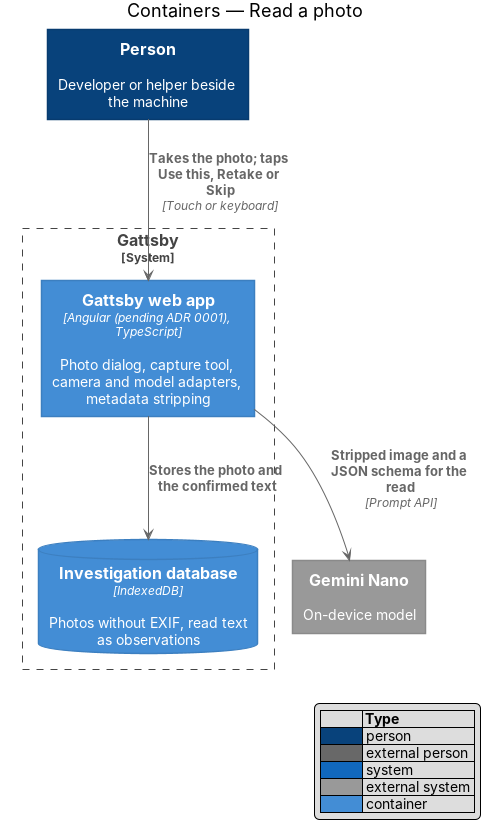 Containers — Read a photo
Person
Developer or helper beside
the machine
Takes the photo; taps
Use this, Retake or
Skip
[Touch or keyboard]
Gattsby
[System]
Gattsby web app
[Angular (pending ADR 0001),
TypeScript]
Photo dialog, capture tool,
camera and model adapters,
metadata stripping
Stripped image and a
JSON schema for the
read
[Prompt API]
Stores the photo and
the confirmed text
Investigation database
[IndexedDB]
Photos without EXIF, read text
as observations
Gemini Nano
On-device model
Type
person
external person
system
external system
container